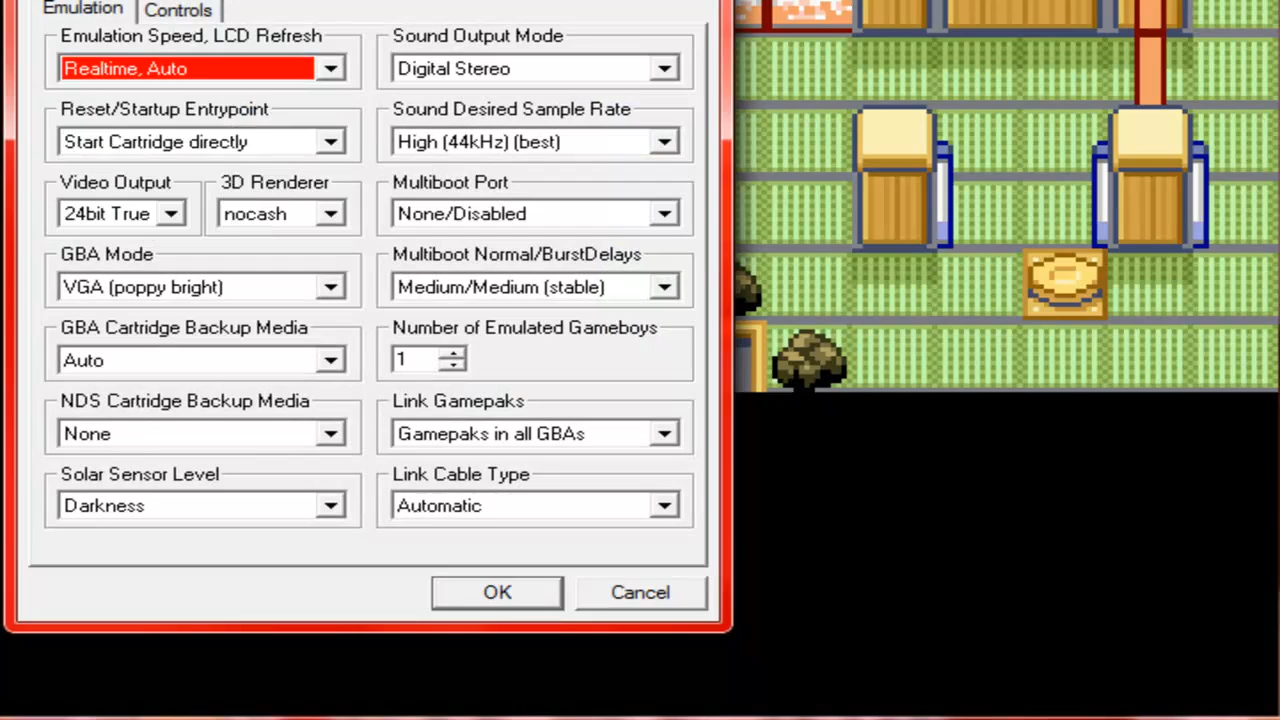 Emulation Controls
Emulation Speed, LCD Refresh
Realtime, Auto
Reset/Startup Entrypoint
Start Cartridge directly
Video Output
24bit True
3D Renderer
nocash
GBA Mode
VGA (poppy bright)
GBA Cartridge Backup Media
Auto
NDS Cartridge Backup Media
None
Solar Sensor Level
Darkness
Sound Output Mode
Digital Stereo
Sound Desired Sample Rate
High (44kHz) (best)
Multiboot Port
None/Disabled
Multiboot Normal/BurstDelays
Medium/Medium (stable)
Number of Emulated Gameboys
1
Link Gamepaks
Gamepaks in all GBAs
Link Cable Type
Automatic
OK Cancel